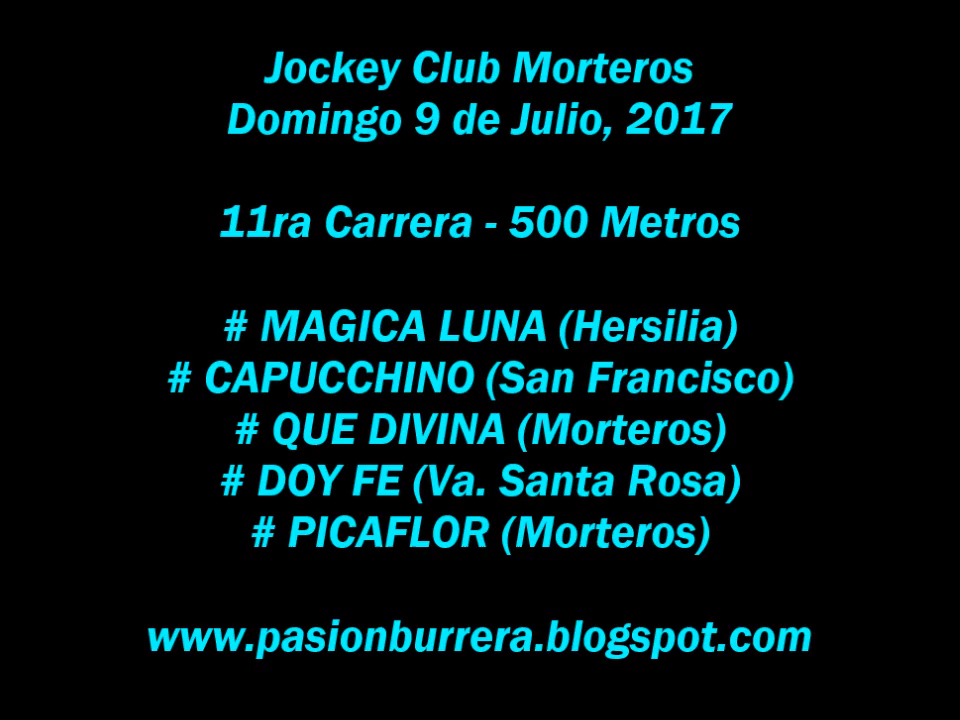 Jockey Club Morteros
Domingo 9 de Julio, 2017
11ra Carrera - 500 Metros
# MAGICA LUNA (Hersilia)
# CAPUCCHINO (San Francisco)
# QUE DIVINA (Morteros)
# DOY FE (Va. Santa Rosa)
# PICAFLOR (Morteros)
www.pasionburrera.blogspot.com